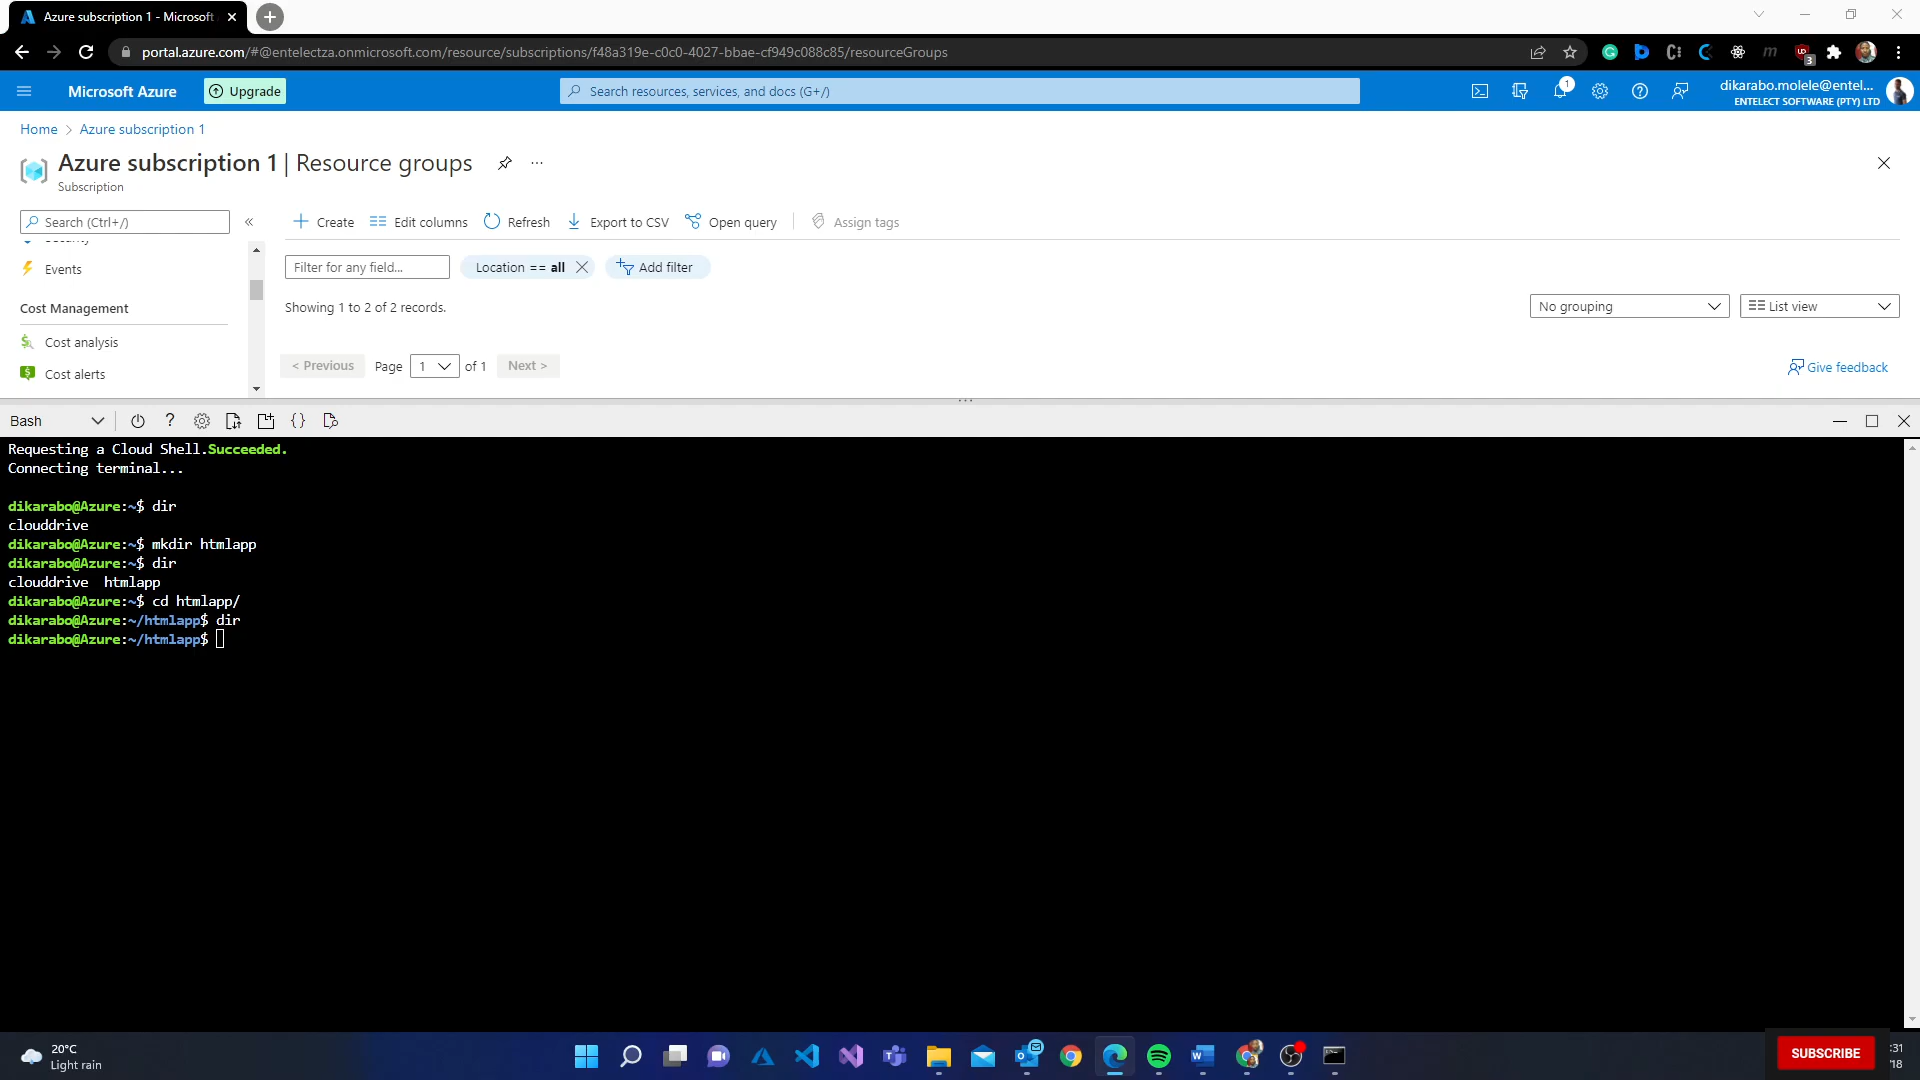 Azure subscription 1 - Microsoft
portal.azure.com/#@entelectza.onmicrosoft.com/resource/subscriptions/f48a319e-c0c0-4027-bbae-cf949c088c85/resourceGroups
3
Microsoft Azure
Upgrade
Search resources, services, and docs (G+/)
1
dikarabo.molele@entel...
ENTELECT SOFTWARE (PTY) LTD
Home > Azure subscription 1
Azure subscription 1 | Resource groups
Subscription
Search (Ctrl+/)
«
Create
Edit columns
Refresh
Export to CSV
Open query
Assign tags
Security
Events
Cost Management
Cost analysis
Cost alerts
Filter for any field...
Location == all
Add filter
Showing 1 to 2 of 2 records.
No grouping
List view
< Previous
Page 1 of 1
Next >
Give feedback
Bash
Requesting a Cloud Shell.Succeeded.
Connecting terminal...
dikarabo@Azure:~$ dir
clouddrive
dikarabo@Azure:~$ mkdir htmlapp
dikarabo@Azure:~$ dir
clouddrive  htmlapp
dikarabo@Azure:~$ cd htmlapp/
dikarabo@Azure:~/htmlapp$ dir
dikarabo@Azure:~/htmlapp$
20°C
Light rain
SUBSCRIBE
:31
'18